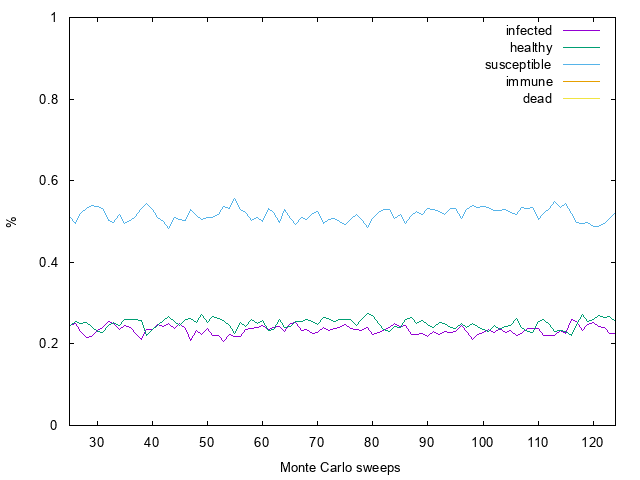 1
0.8
0.6
0.4
0.2
0
%
infected
healthy
susceptible
immune
dead
30 40 50 60 70 80 90 100 110 120
Monte Carlo sweeps